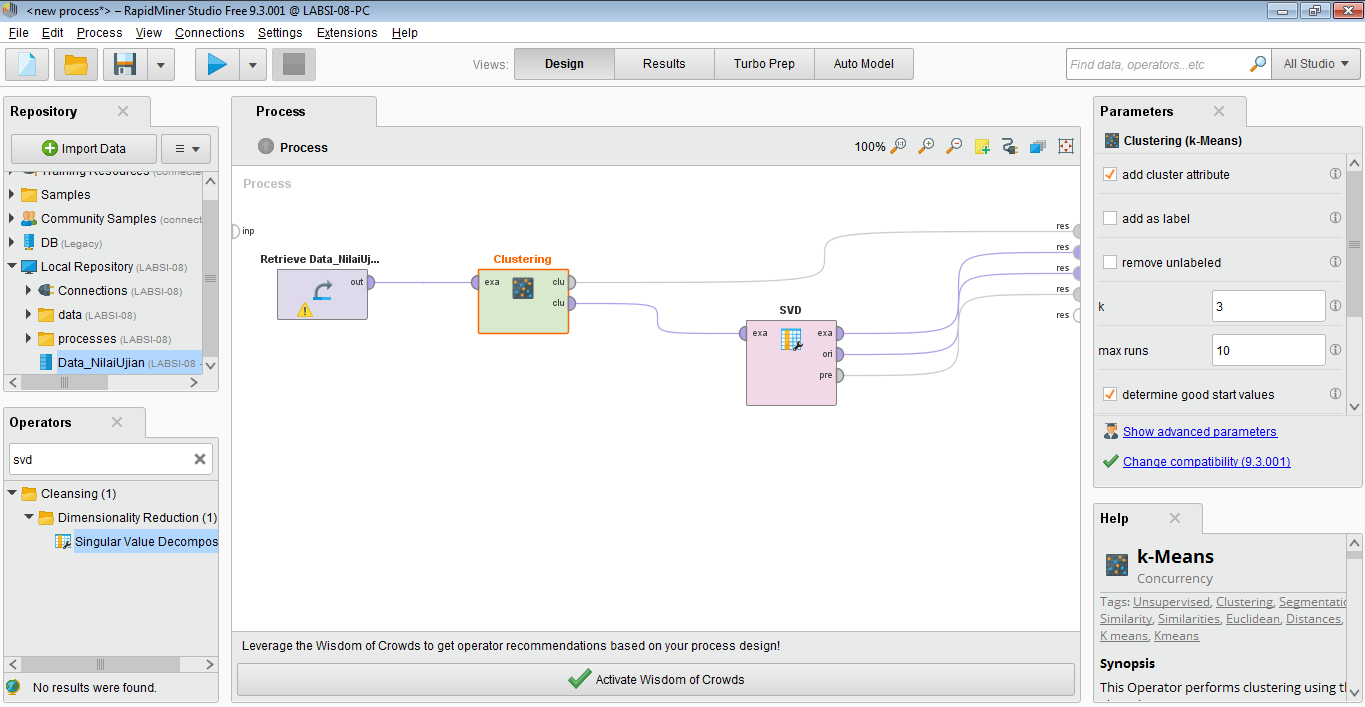 <new process*> – RapidMiner Studio Free 9.3.001 @ LABSI-08-PC
File Edit Process View Connections Settings Extensions Help
Views: Design Results Turbo Prep Auto Model
Find data, operators...etc
All Studio
Repository
Import Data
Training Resources (connecte
Samples
Community Samples (connect
DB (Legacy)
Local Repository (LABSI-08)
Connections (LABSI-08)
data (LABSI-08)
processes (LABSI-08)
Data_NilaiUjian (LABSI-08 -
Operators
svd
Cleansing (1)
Dimensionality Reduction (1)
Singular Value Decompos
No results were found.
Process
Process
100%
Process
inp
Retrieve Data_NilaiUj...
out
Clustering
exa
clu
clu
SVD
exa
exa
ori
pre
res
res
res
res
res
Leverage the Wisdom of Crowds to get operator recommendations based on your process design!
Activate Wisdom of Crowds
Parameters
Clustering (k-Means)
add cluster attribute
add as label
remove unlabeled
k 3
max runs 10
determine good start values
Show advanced parameters
Change compatibility (9.3.001)
Help
k-Means
Concurrency
Tags: Unsupervised, Clustering, Segmentatic
Similarity, Similarities, Euclidean, Distances,
K means, Kmeans
Synopsis
This Operator performs clustering using th